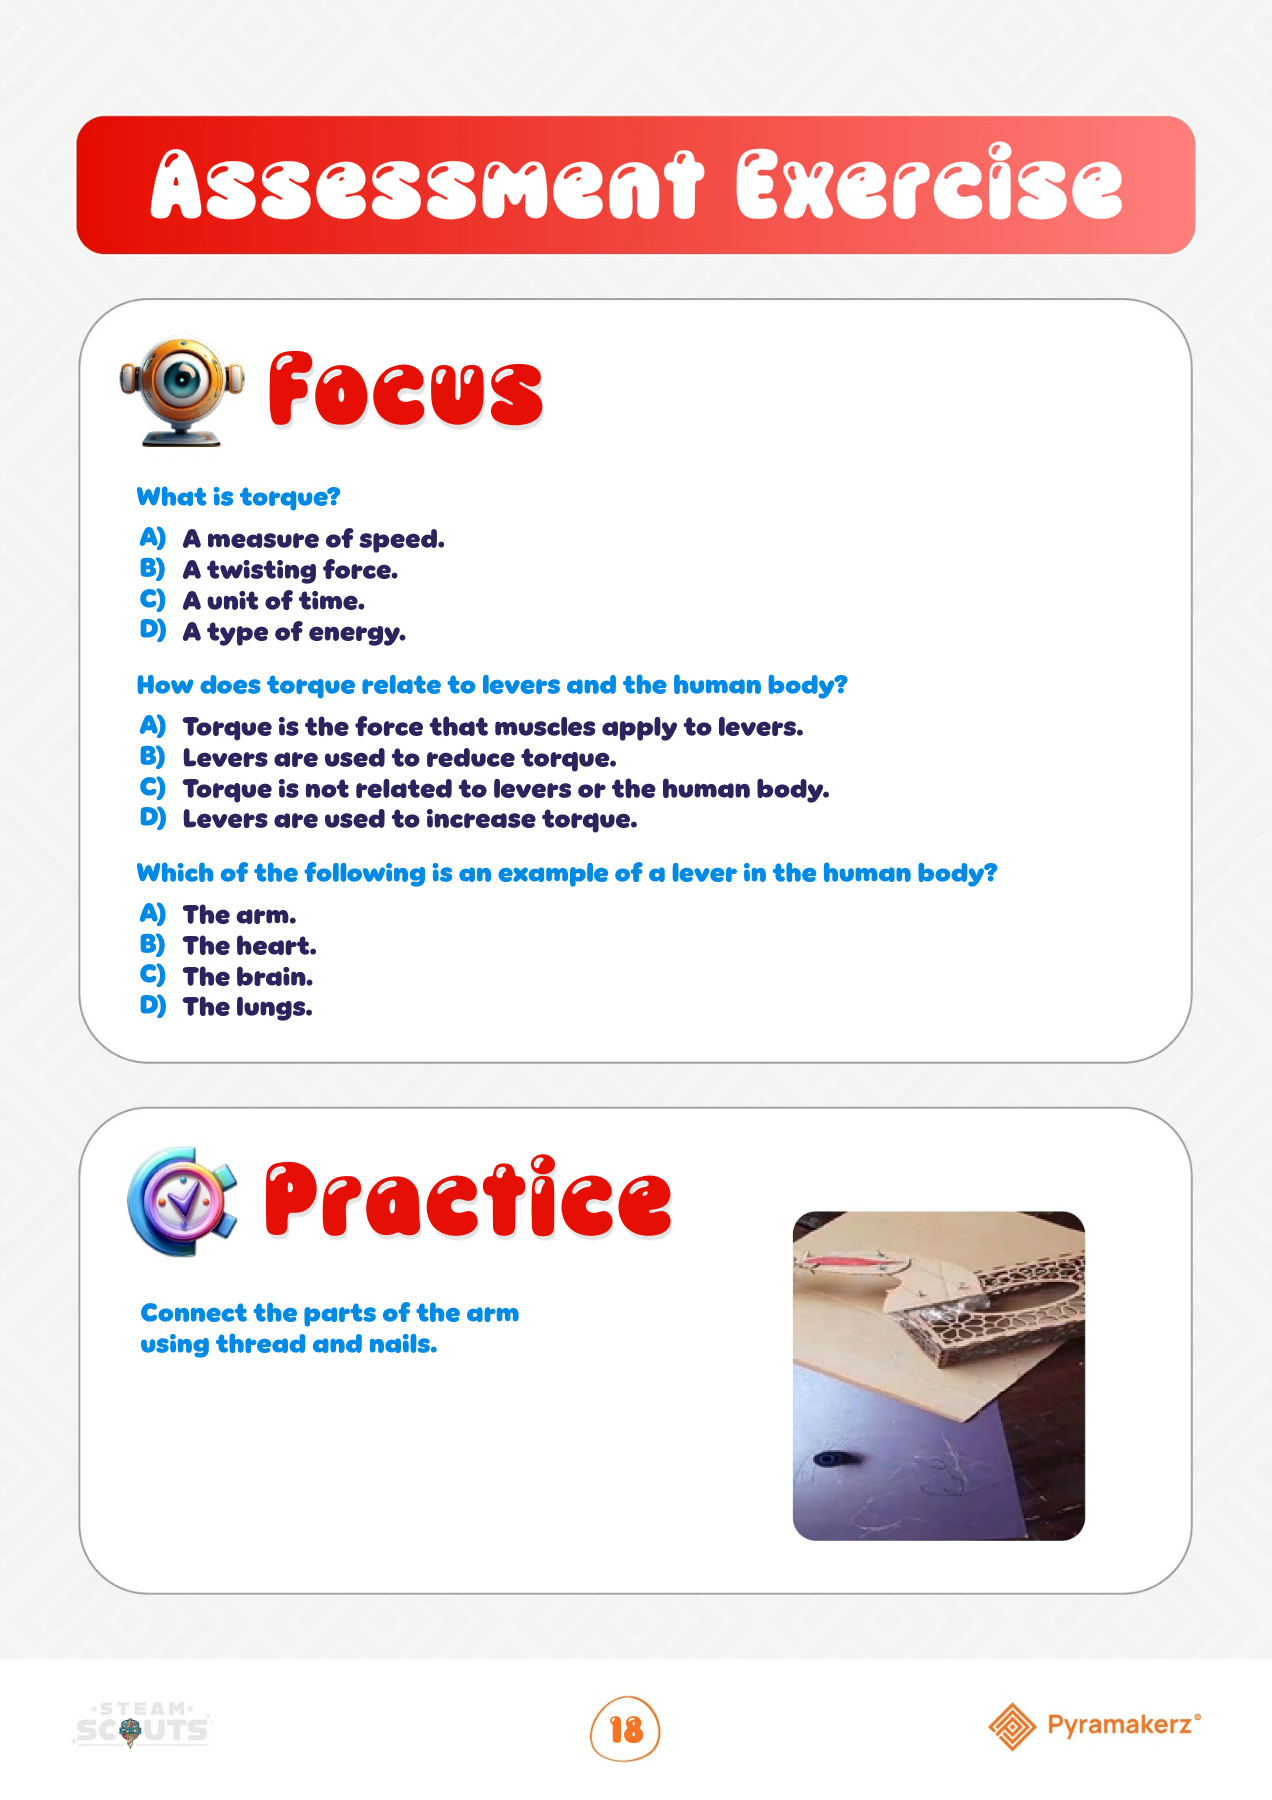 Assessment Exercise
Focus
What is torque?
A) A measure of speed.
B) A twisting force.
C) A unit of time.
D) A type of energy.
How does torque relate to levers and the human body?
A) Torque is the force that muscles apply to levers.
B) Levers are used to reduce torque.
C) Torque is not related to levers or the human body.
D) Levers are used to increase torque.
Which of the following is an example of a lever in the human body?
A) The arm.
B) The heart.
C) The brain.
D) The lungs.
Practice
Connect the parts of the arm
using thread and nails.
STEAM
SCOUTS
18
Pyramakerz®